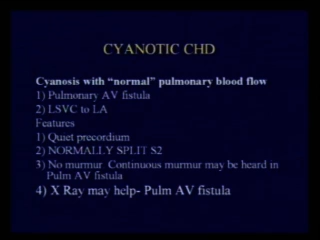 CYANOTIC CHD
Cyanosis with “normal” pulmonary blood flow
1) Pulmonary AV fistula
2) LSVC to LA
Features
1) Quiet precordium
2) NORMALLY SPLIT S2
3) No murmur Continuous murmur may be heard in
Pulm AV fistula
4) X Ray may help- Pulm AV fistula